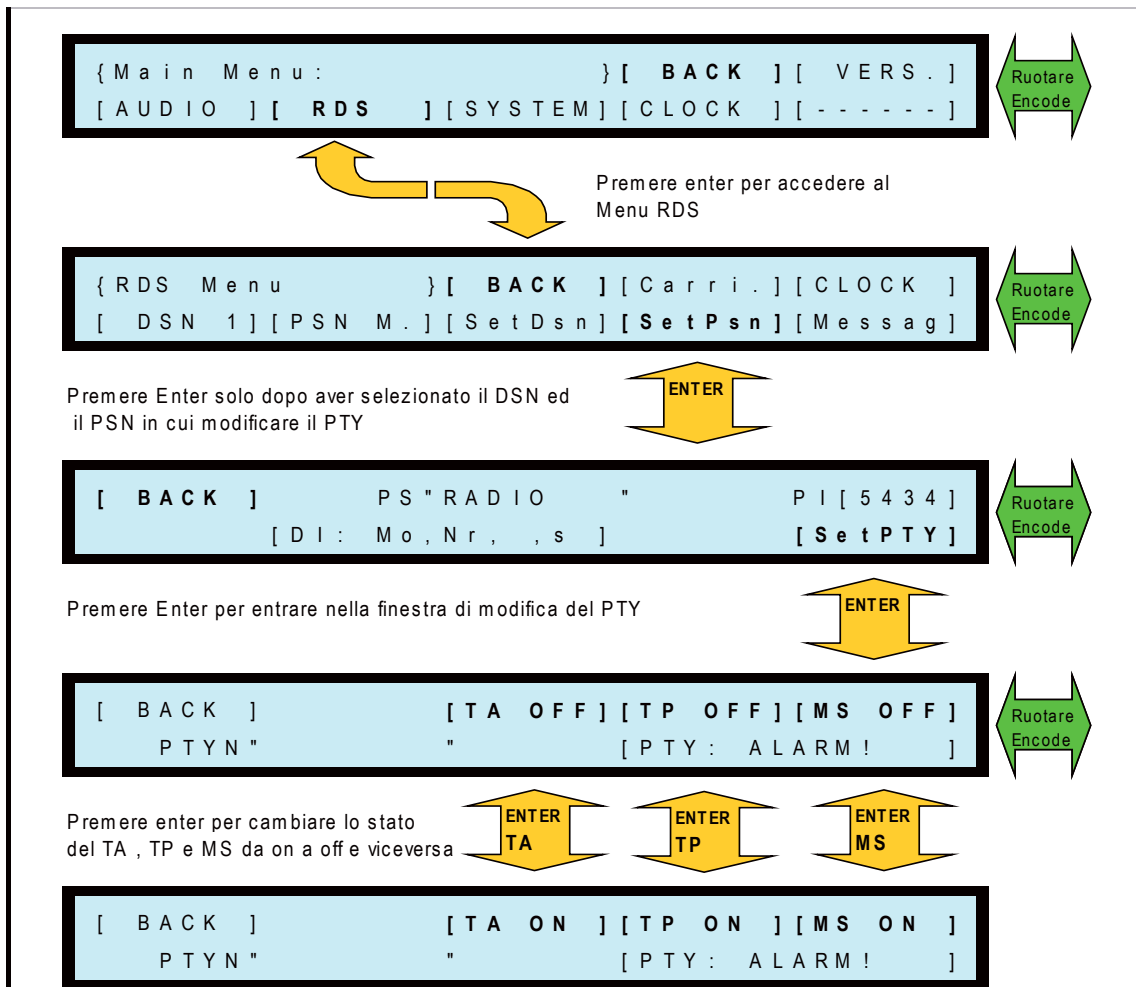 {Main Menu: }[ BACK ][ VERS.]
[AUDIO ][ RDS ][SYSTEM][CLOCK ][------]
Ruotare
Encode
Premere enter per accedere al
Menu RDS
{RDS Menu }[ BACK ][Carri.][CLOCK ]
[ DSN 1][PSN M.][SetDsn][SetPsn][Messag]
Ruotare
Encode
Premere Enter solo dopo aver selezionato il DSN ed
il PSN in cui modificare il PTY
ENTER
[ BACK ] PS"RADIO " PI[5434]
[DI: Mo,Nr, ,s ] [SetPTY]
Ruotare
Encode
Premere Enter per entrare nella finestra di modifica del PTY
ENTER
[ BACK ] [TA OFF][TP OFF][MS OFF]
PTYN" " [PTY: ALARM! ]
Ruotare
Encode
Premere enter per cambiare lo stato
del TA , TP e MS da on a off e viceversa
ENTER
TA
ENTER
TP
ENTER
MS
[ BACK ] [TA ON ][TP ON ][MS ON ]
PTYN" " [PTY: ALARM! ]